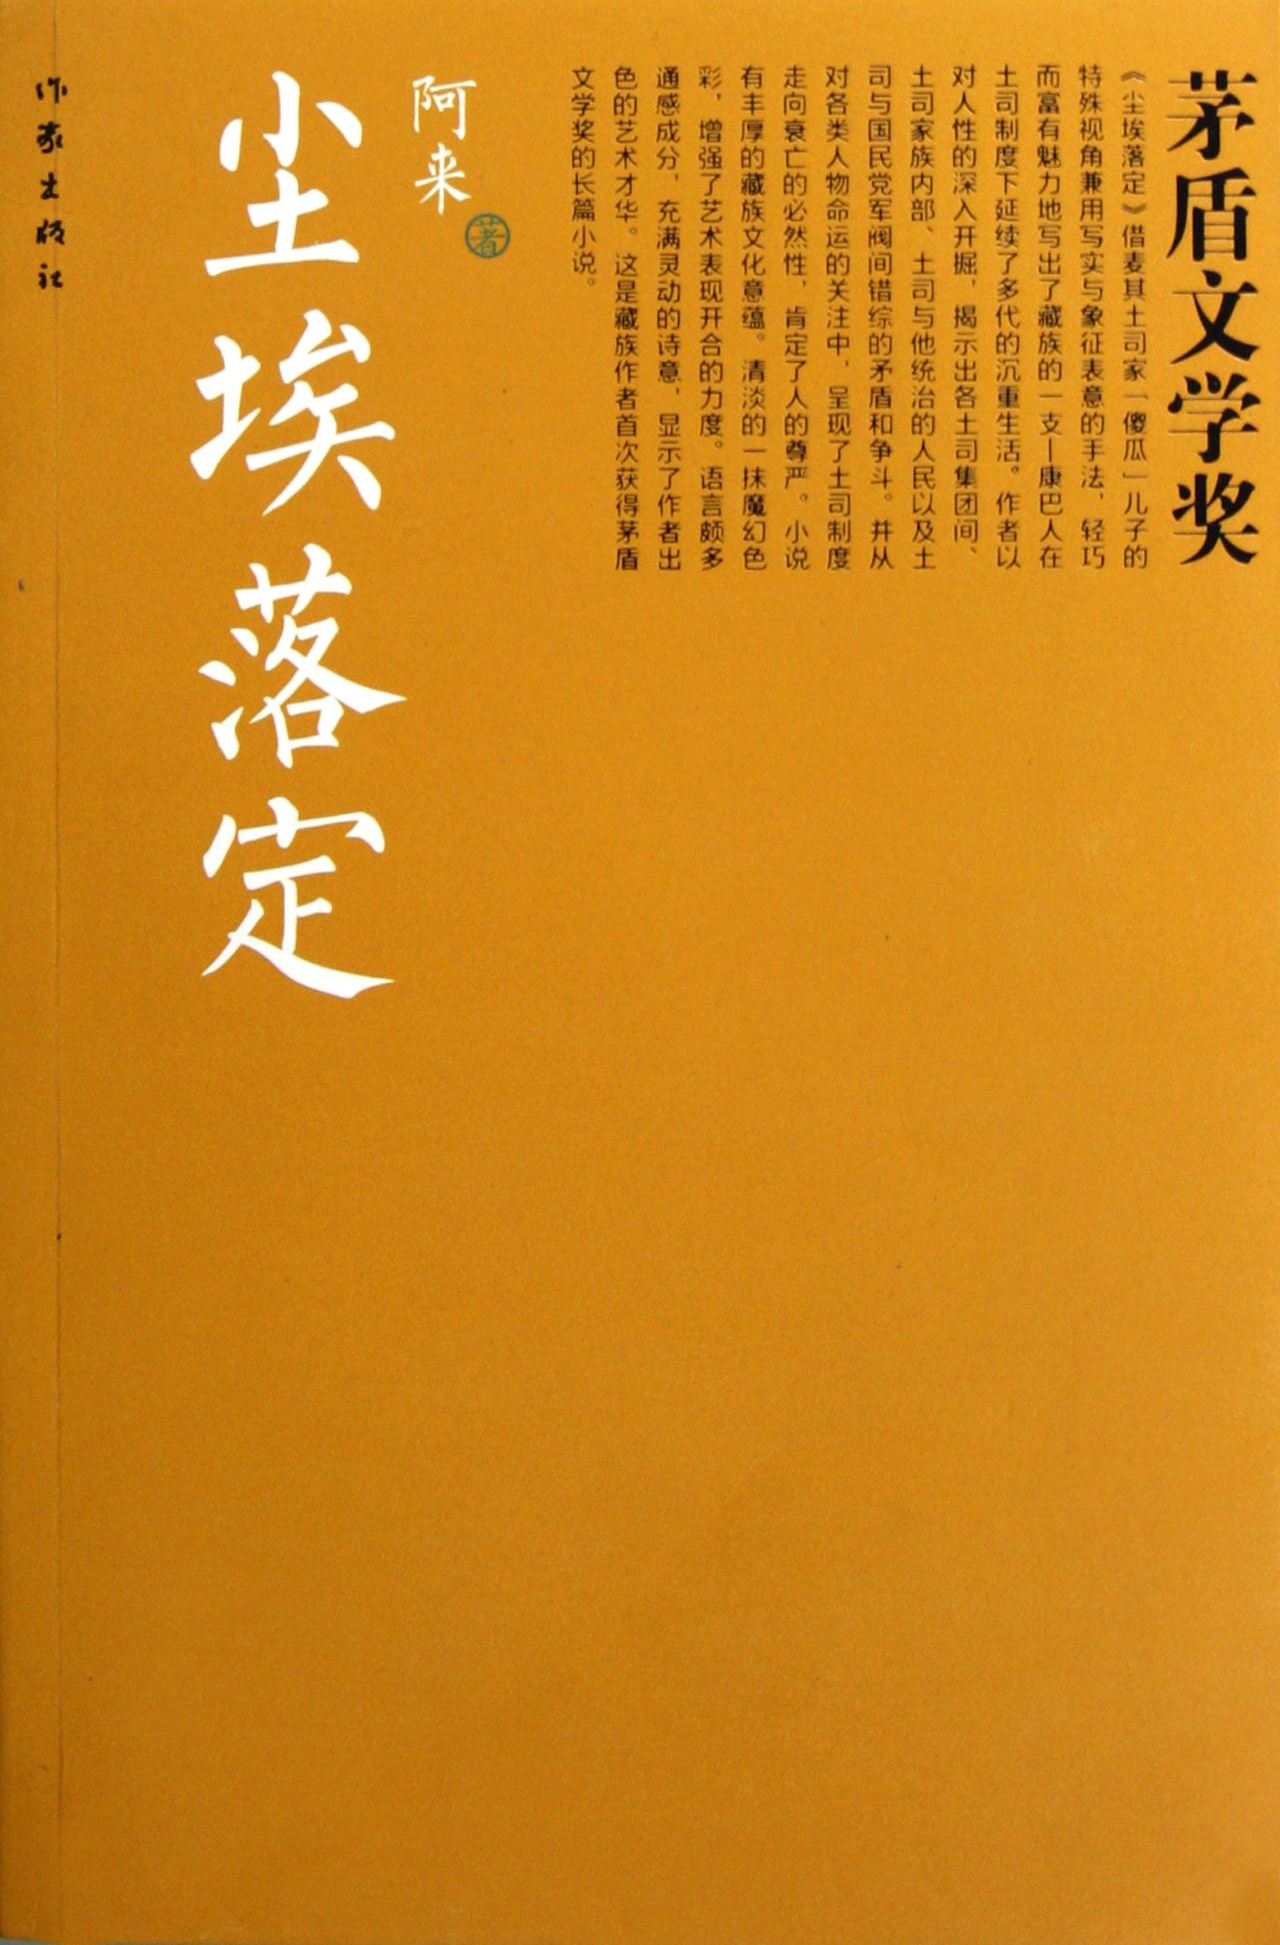 茅盾文学奖
《尘埃落定》借麦其土司家「傻瓜」儿子的
特殊视角兼用写实与象征表意的手法，轻巧
而富有魅力地写出了藏族的一支—康巴人在
土司制度下延续了多代的沉重生活。作者以
对人性的深入开掘，揭示出各土司集团间、
土司家族内部、土司与他统治的人民以及土
司与国民党军阀间错综的矛盾和争斗。并从
对各类人物命运的关注中，呈现了土司制度
走向衰亡的必然性，肯定了人的尊严。小说
有丰厚的藏族文化意蕴。清淡的一抹魔幻色
彩，增强了艺术表现开合的力度。语言颇多
通感成分，充满灵动的诗意，显示了作者出
色的艺术才华。这是藏族作者首次获得茅盾
文学奖的长篇小说。
阿来 著
尘埃落定
作家出版社